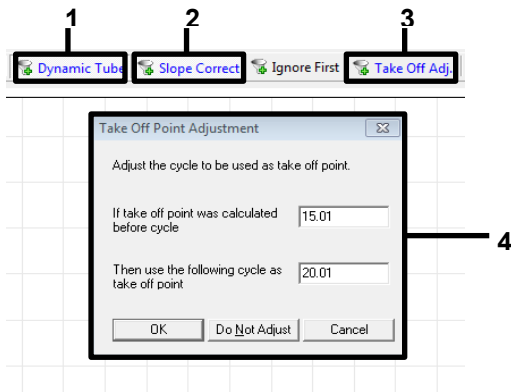 1 2 3
Dynamic Tube Slope Correct Ignore First Take Off Adj.
Take Off Point Adjustment
Adjust the cycle to be used as take off point.
If take off point was calculated
before cycle
15.01
4
Then use the following cycle as
take off point
20.01
OK Do Not Adjust Cancel